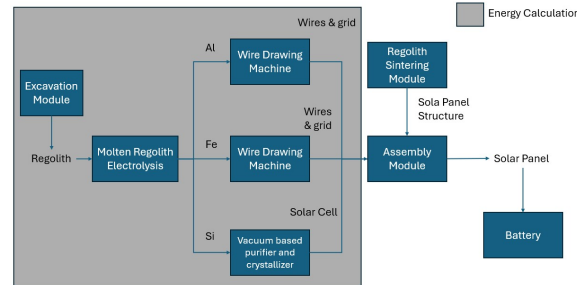 Energy Calculation
Wires & grid
Al
Wire Drawing
Machine
Excavation
Module
Regolith
Sintering
Module
Sola Panel
Structure
Wires
& grid
Regolith
Molten Regolith
Electrolysis
Fe
Wire Drawing
Machine
Assembly
Module
Solar Panel
Solar Cell
Si
Vacuum based
purifier and
crystallizer
Battery